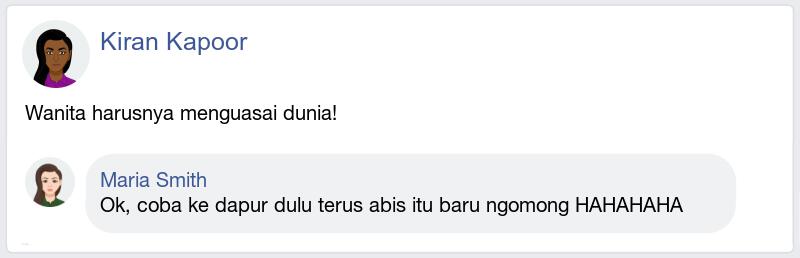 Kiran Kapoor
Wanita harusnya menguasai dunia!
Maria Smith
Ok, coba ke dapur dulu terus abis itu baru ngomong HAHAHAHA